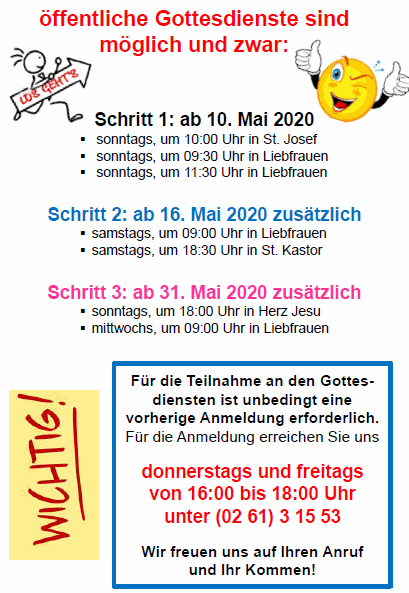 öffentliche Gottesdienste sind
möglich und zwar:
LOS GEHT'S
Schritt 1: ab 10. Mai 2020
▪ sonntags, um 10:00 Uhr in St. Josef
▪ sonntags, um 09:30 Uhr in Liebfrauen
▪ sonntags, um 11:30 Uhr in Liebfrauen
Schritt 2: ab 16. Mai 2020 zusätzlich
▪ samstags, um 09:00 Uhr in Liebfrauen
▪ samstags, um 18:30 Uhr in St. Kastor
Schritt 3: ab 31. Mai 2020 zusätzlich
▪ sonntags, um 18:00 Uhr in Herz Jesu
▪ mittwochs, um 09:00 Uhr in Liebfrauen
WICHTIG!
Für die Teilnahme an den Gottes-
diensten ist unbedingt eine
vorherige Anmeldung erforderlich.
Für die Anmeldung erreichen Sie uns
donnerstags und freitags
von 16:00 bis 18:00 Uhr
unter (02 61) 3 15 53
Wir freuen uns auf Ihren Anruf
und Ihr Kommen!